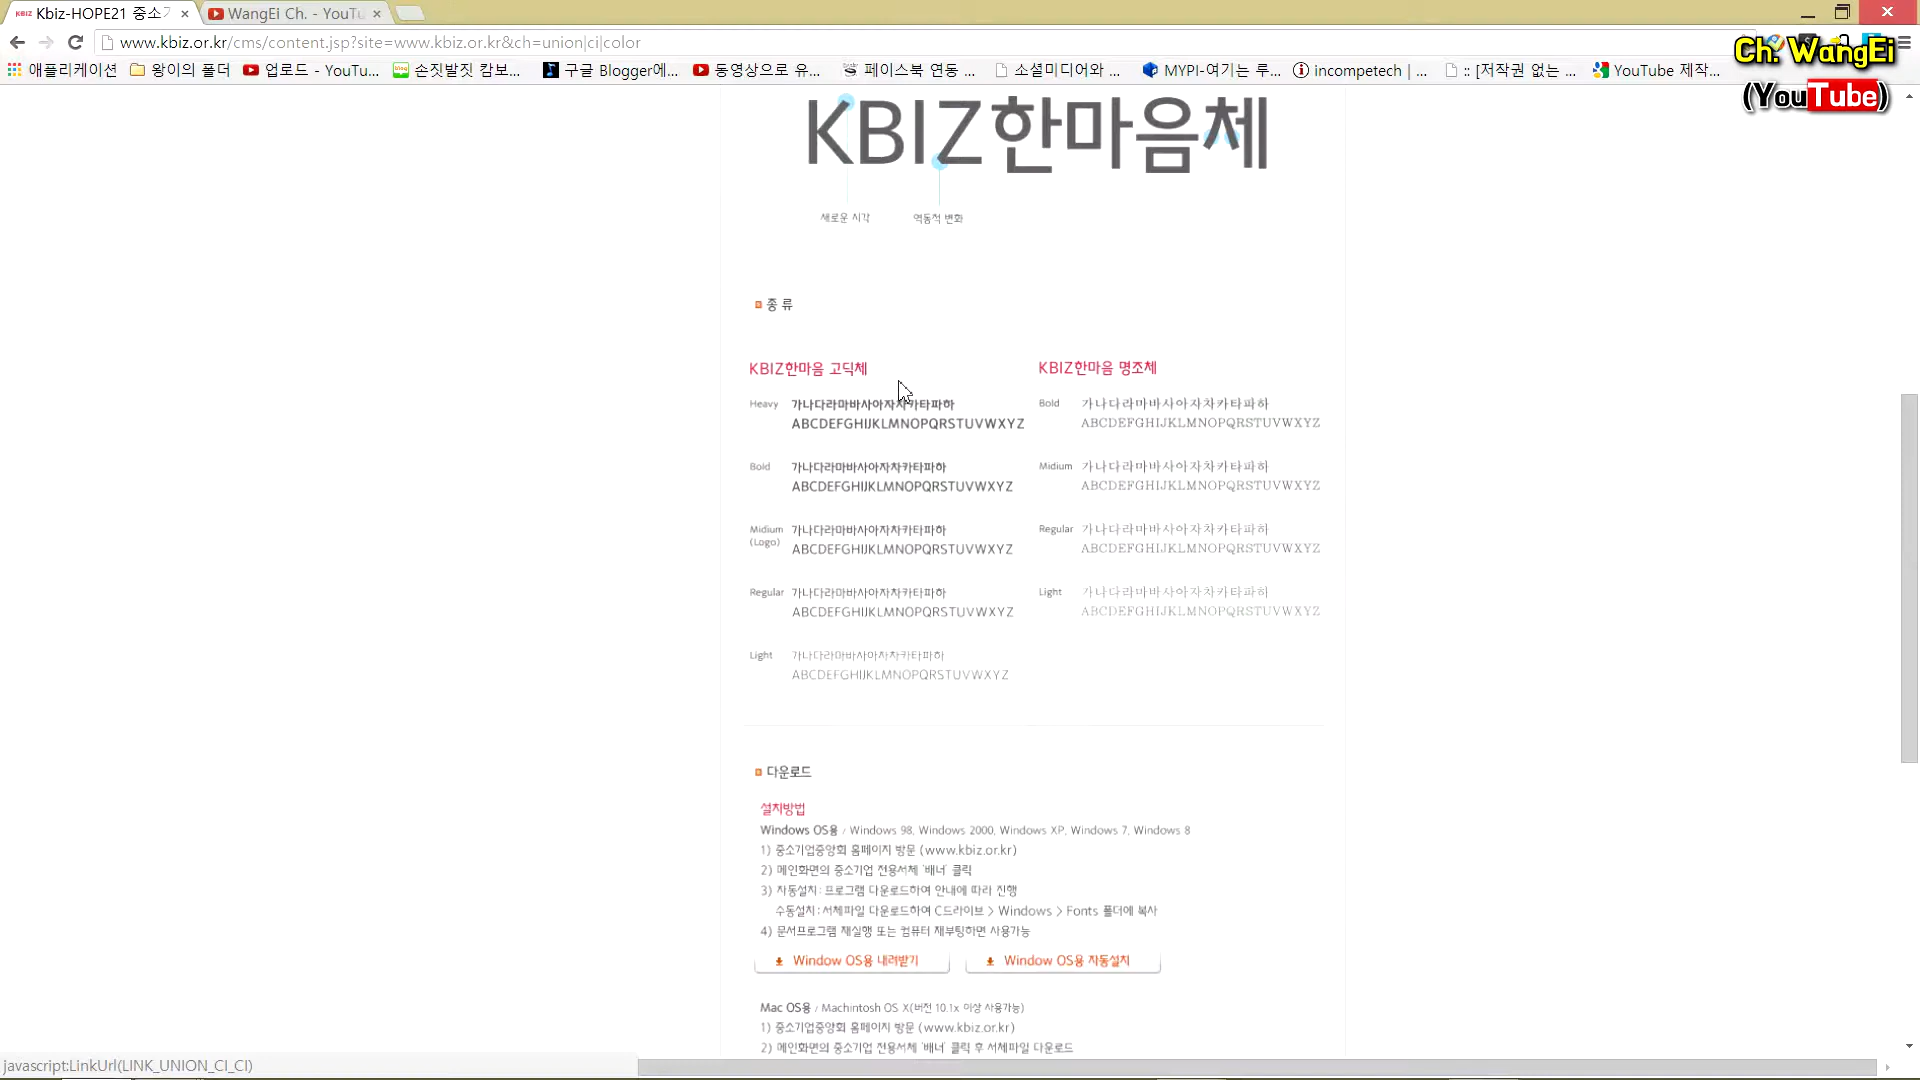 KBIZ Kbiz-HOPE21 중소기
WangEi Ch. - YouTu
www.kbiz.or.kr/cms/content.jsp?site=www.kbiz.or.kr&ch=union|ci|color
애플리케이션
왕이의 폴더
업로드 - YouTu...
손짓발짓 캄보...
구글 Blogger에...
동영상으로 유...
페이스북 연동 ...
소셜미디어와 ...
MYPI-여기는 루...
incompetech | ...
:: [저작권 없는 ...
YouTube 제작...
Ch. WangEi
(YouTube)
KBIZ한마음체
새로운 시각 역동적 변화
종 류
KBIZ한마음 고딕체
Heavy 가나다라마바사아자차카타파하
ABCDEFGHIJKLMNOPQRSTUVWXYZ
Bold 가나다라마바사아자차카타파하
ABCDEFGHIJKLMNOPQRSTUVWXYZ
Midium 가나다라마바사아자차카타파하
(Logo) ABCDEFGHIJKLMNOPQRSTUVWXYZ
Regular 가나다라마바사아자차카타파하
ABCDEFGHIJKLMNOPQRSTUVWXYZ
Light 가나다라마바사아자차카타파하
ABCDEFGHIJKLMNOPQRSTUVWXYZ
KBIZ한마음 명조체
Bold 가나다라마바사아자차카타파하
ABCDEFGHIJKLMNOPQRSTUVWXYZ
Midium 가나다라마바사아자차카타파하
ABCDEFGHIJKLMNOPQRSTUVWXYZ
Regular 가나다라마바사아자차카타파하
ABCDEFGHIJKLMNOPQRSTUVWXYZ
Light 가나다라마바사아자차카타파하
ABCDEFGHIJKLMNOPQRSTUVWXYZ
다운로드
설치방법
Windows OS용 / Windows 98, Windows 2000, Windows XP, Windows 7, Windows 8
1) 중소기업중앙회 홈페이지 방문 (www.kbiz.or.kr)
2) 메인화면의 중소기업 전용서체 '배너' 클릭
3) 자동설치 : 프로그램 다운로드하여 안내에 따라 진행
수동설치 : 서체파일 다운로드하여 C드라이브 > Windows > Fonts 폴더에 복사
4) 문서프로그램 재실행 또는 컴퓨터 재부팅하면 사용가능
Window OS용 내려받기
Window OS용 자동설치
Mac OS용 / Machintosh OS X(버전 10.1x 이상 사용가능)
1) 중소기업중앙회 홈페이지 방문 (www.kbiz.or.kr)
2) 메인화면의 중소기업 전용서체 '배너' 클릭 후 서체파일 다운로드
javascript:LinkUrl(LINK_UNION_CI_CI)